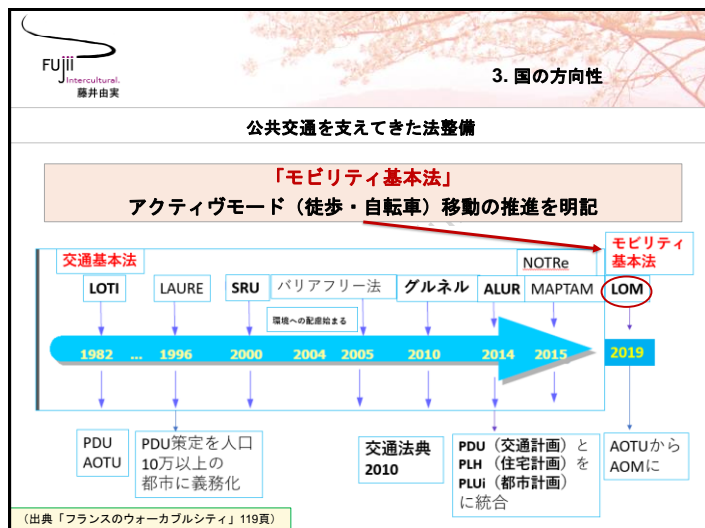 FUjii
Intercultural.
藤井由実
3. 国の方向性
公共交通を支えてきた法整備
「モビリティ基本法」
アクティヴモード（徒歩・自転車）移動の推進を明記
交通基本法
NOTRe
モビリティ
基本法
LOTI
LAURE
SRU
バリアフリー法
グルネル
ALUR
MAPTAM
LOM
環境への配慮始まる
1982 ... 1996 2000 2004 2005 2010 2014 2015 2019
PDU
AOTU
PDU策定を人口
10万以上の
都市に義務化
交通法典
2010
PDU（交通計画）と
PLH（住宅計画）を
PLUi（都市計画）
に統合
AOTUから
AOMに
（出典「フランスのウォーカブルシティ」119頁）